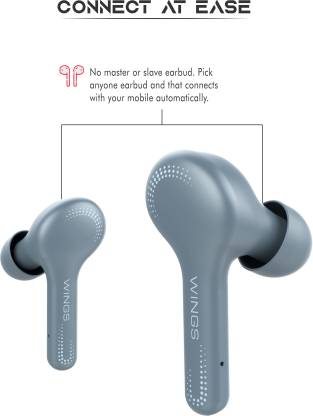 CONNECT AT EASE
No master or slave earbud. Pick
anyone earbud and that connects
with your mobile automatically.
WINGS
WINGS